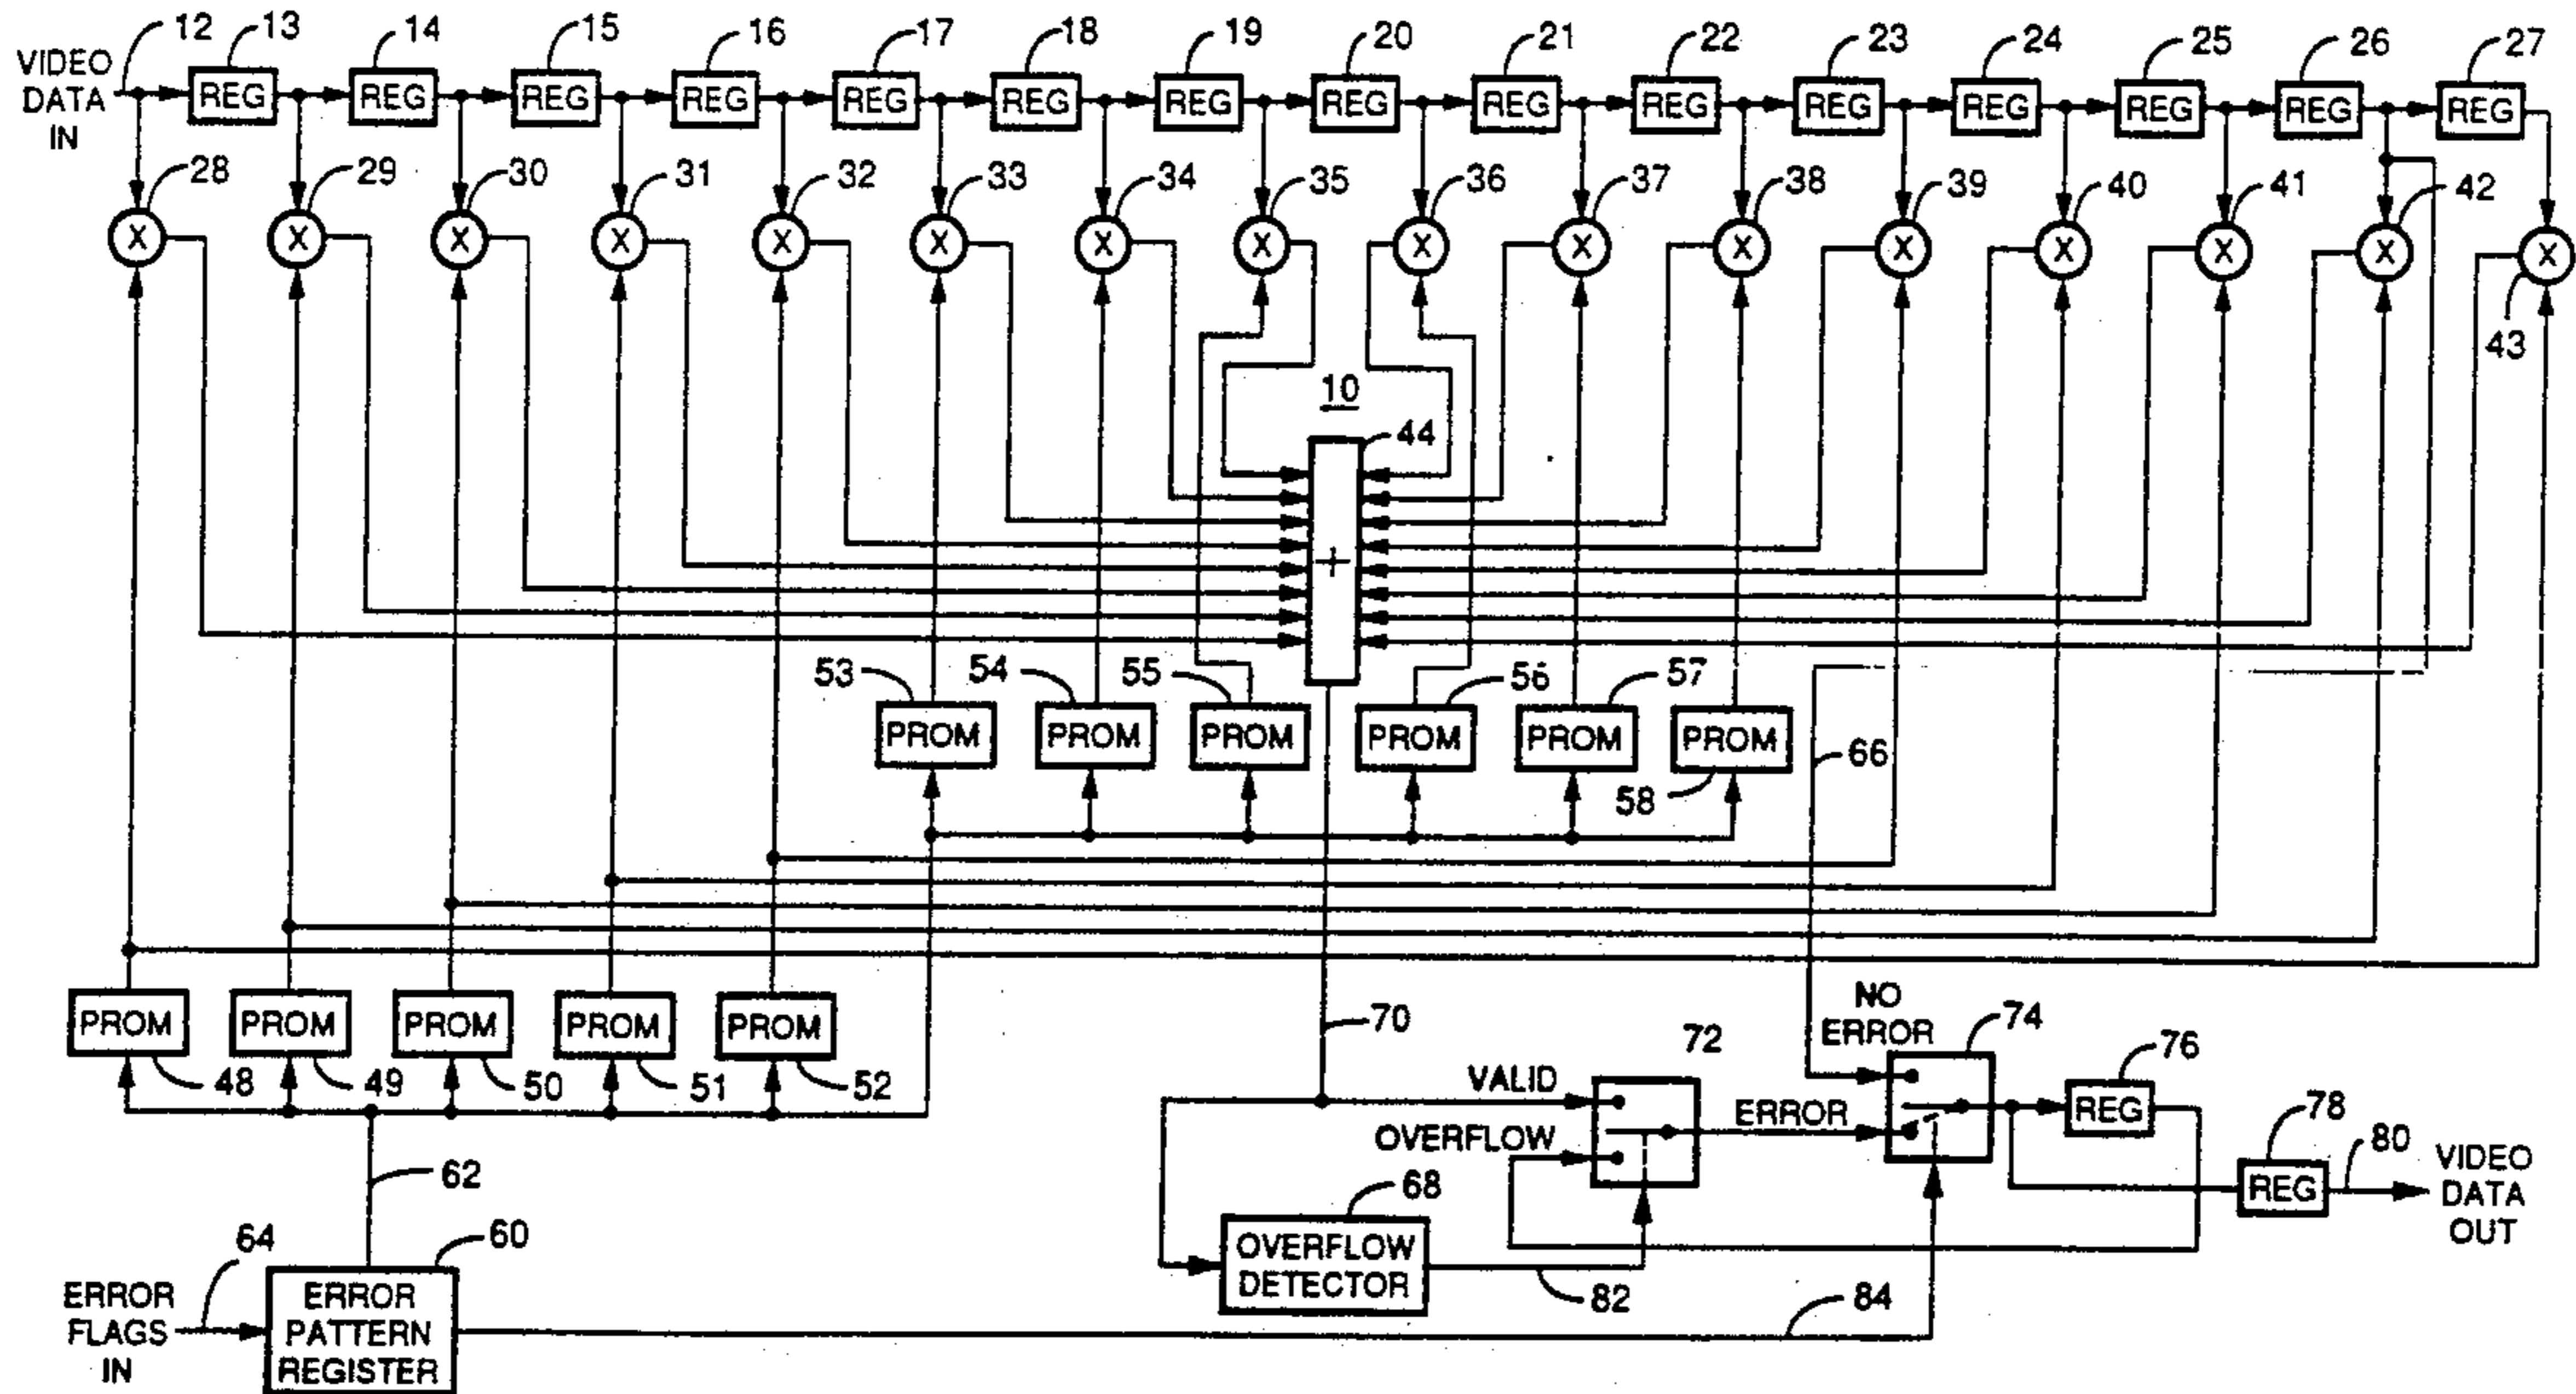 12 13 14 15 16 17 18 19 20 21 22 23 24 25 26 27
VIDEO
DATA
IN
REG REG REG REG REG REG REG REG REG REG REG REG REG REG REG
28 29 30 31 32 33 34 35 36 37 38 39 40 41 42
X X X X X X X X X X X X X X X X
43
10
44
+
53 54 55 56 57
PROM PROM PROM PROM PROM PROM
66
58
PROM PROM PROM PROM PROM
48 49 50 51 52
70
NO
ERROR
74
72
76
VALID
REG
ERROR
78
OVERFLOW
80
REG
VIDEO
DATA
OUT
62
68
64
60
OVERFLOW
DETECTOR
82
84
ERROR
FLAGS
IN
ERROR
PATTERN
REGISTER